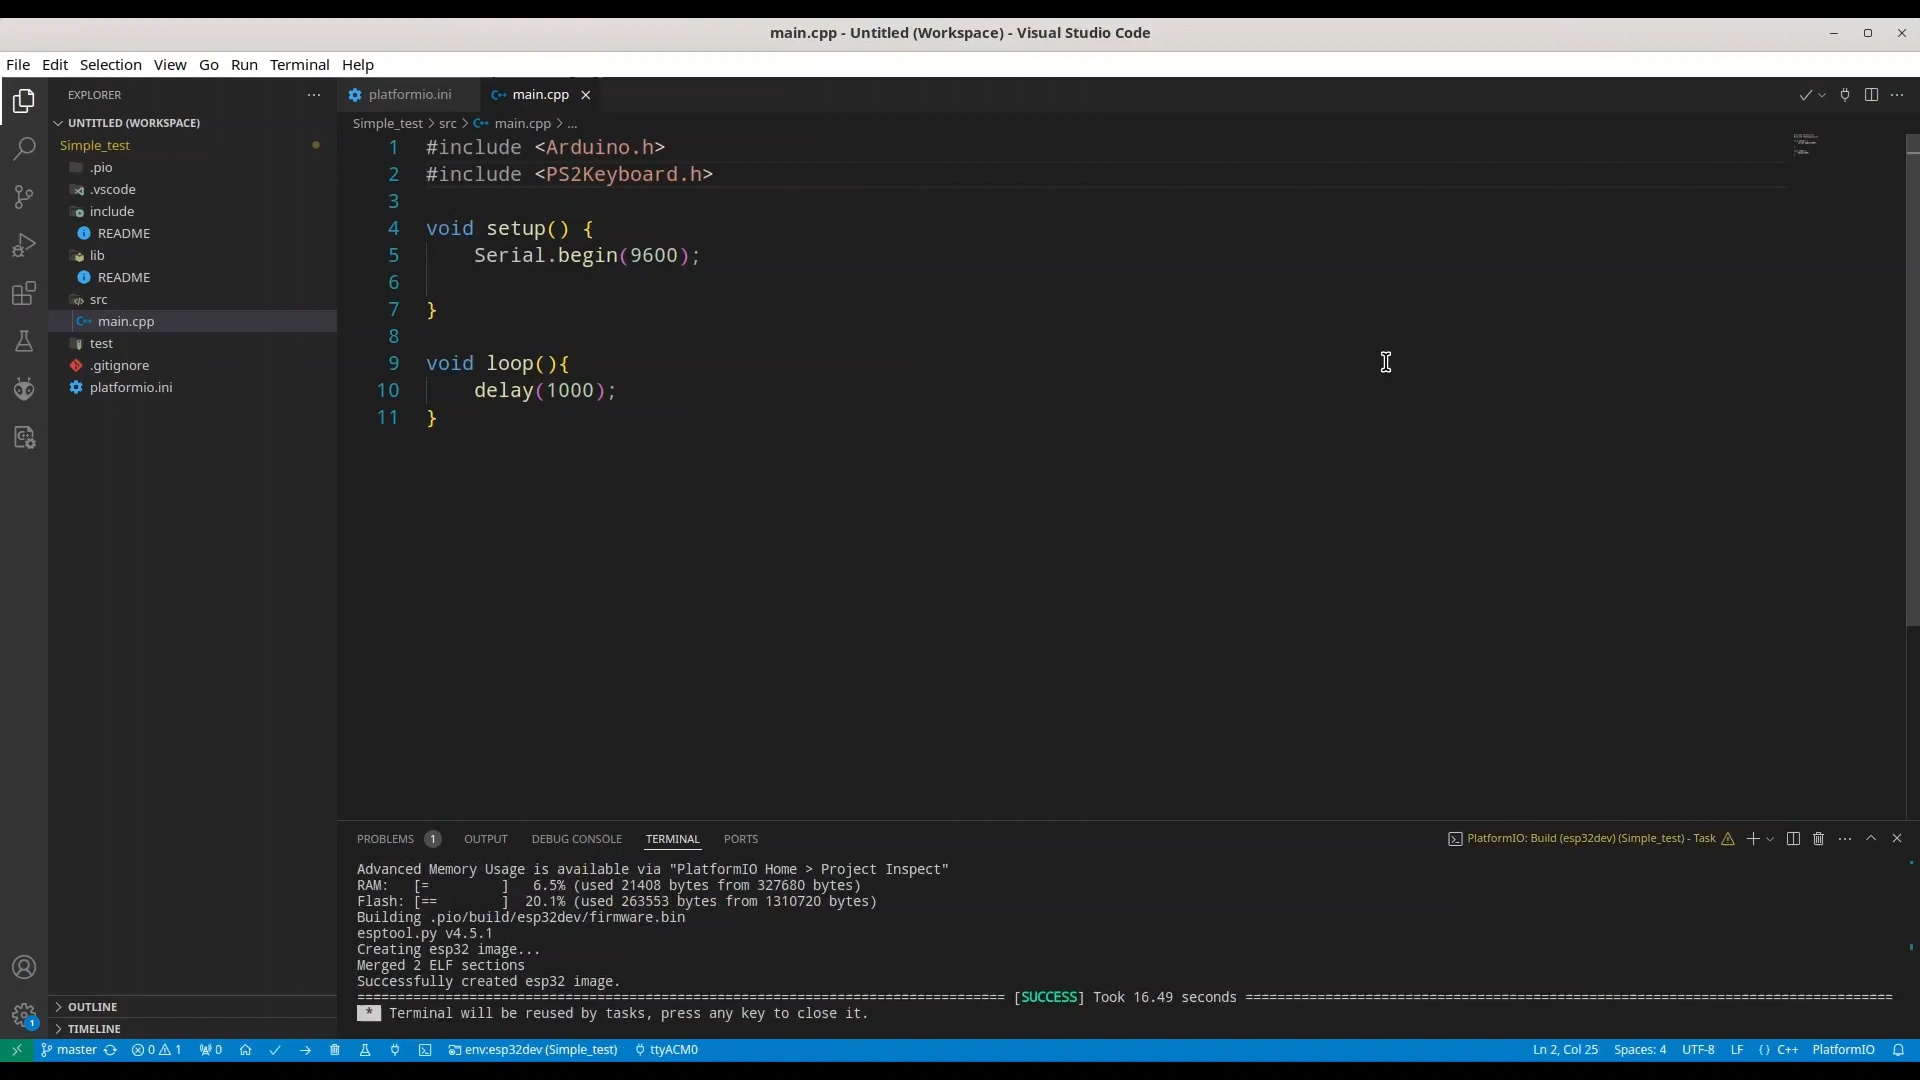 main.cpp - Untitled (Workspace) - Visual Studio Code
File Edit Selection View Go Run Terminal Help
EXPLORER
UNTITLED (WORKSPACE)
Simple_test
.pio
.vscode
include
README
lib
README
src
main.cpp
test
.gitignore
platformio.ini
OUTLINE
TIMELINE
platformio.ini main.cpp
Simple_test > src > main.cpp > ...
1 #include <Arduino.h>
2 #include <PS2Keyboard.h>
3
4 void setup() {
5 Serial.begin(9600);
6
7 }
8
9 void loop(){
10 delay(1000);
11 }
PROBLEMS 1 OUTPUT DEBUG CONSOLE TERMINAL PORTS
PlatformIO: Build (esp32dev) (Simple_test) - Task
Advanced Memory Usage is available via "PlatformIO Home > Project Inspect"
RAM: [= ] 6.5% (used 21408 bytes from 327680 bytes)
Flash: [== ] 20.1% (used 263553 bytes from 1310720 bytes)
Building .pio/build/esp32dev/firmware.bin
esptool.py v4.5.1
Creating esp32 image...
Merged 2 ELF sections
Successfully created esp32 image.
================================================================================= [SUCCESS] Took 16.49 seconds =================================================================================
* Terminal will be reused by tasks, press any key to close it.
1
master 0 1 0 env:esp32dev (Simple_test) ttyACM0 Ln 2, Col 25 Spaces: 4 UTF-8 LF {} C++ PlatformIO